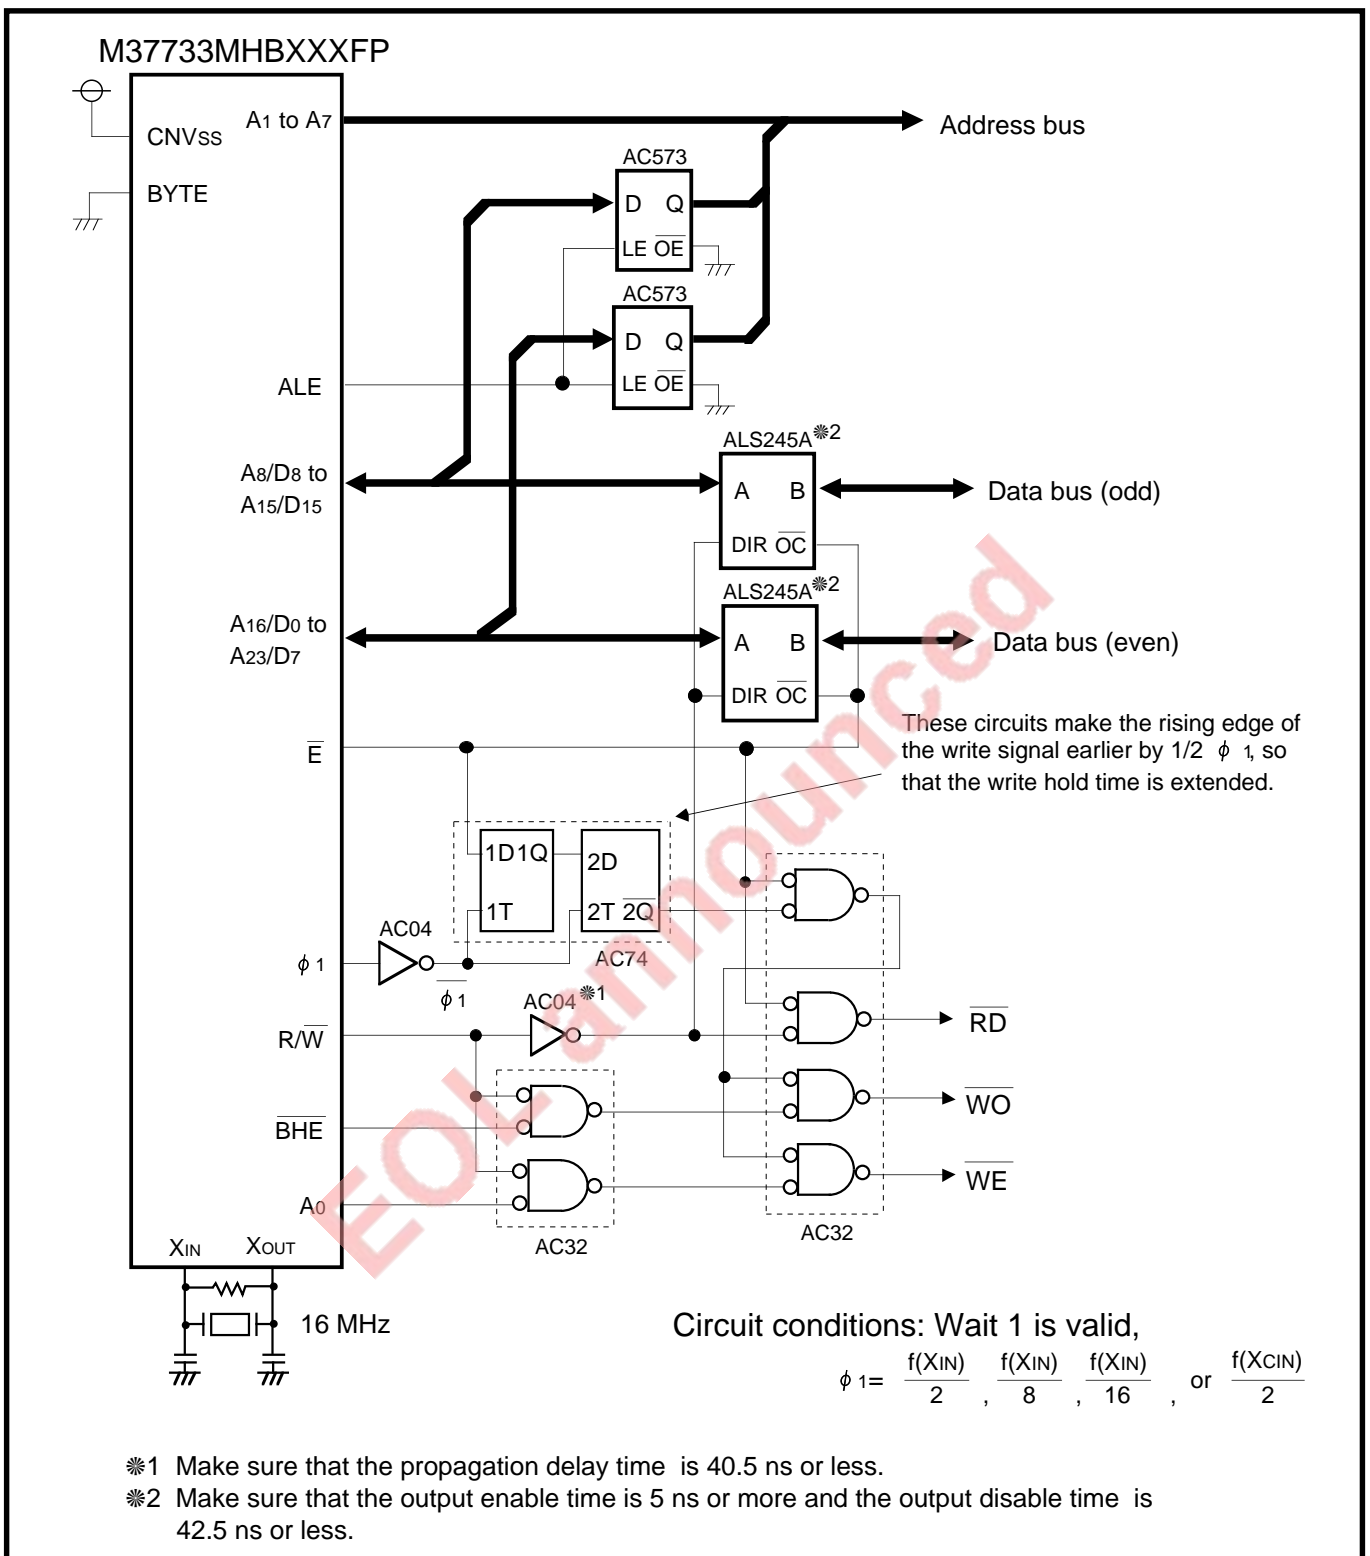 M37733MHBXXXFP
CNVss
A1 to A7
Address bus
BYTE
AC573
D Q
LE OE
AC573
D Q
LE OE
ALE
ALS245A ❋2
A8/D8 to
A15/D15
A B
Data bus (odd)
DIR OC
ALS245A ❋2
A16/D0 to
A23/D7
A B
Data bus (even)
DIR OC
E
These circuits make the rising edge of
the write signal earlier by 1/2 ϕ 1, so
that the write hold time is extended.
1D 1Q
2D
1T
2T 2Q
AC04
AC74
ϕ 1
ϕ 1
AC04 ❋1
R/W
RD
BHE
WO
A0
WE
AC32
AC32
XIN XOUT
16 MHz
Circuit conditions: Wait 1 is valid,
ϕ 1= f(XIN)/2 , f(XIN)/8 , f(XIN)/16 , or f(XCIN)/2
❋1 Make sure that the propagation delay time is 40.5 ns or less.
❋2 Make sure that the output enable time is 5 ns or more and the output disable time is
42.5 ns or less.
EOL announced